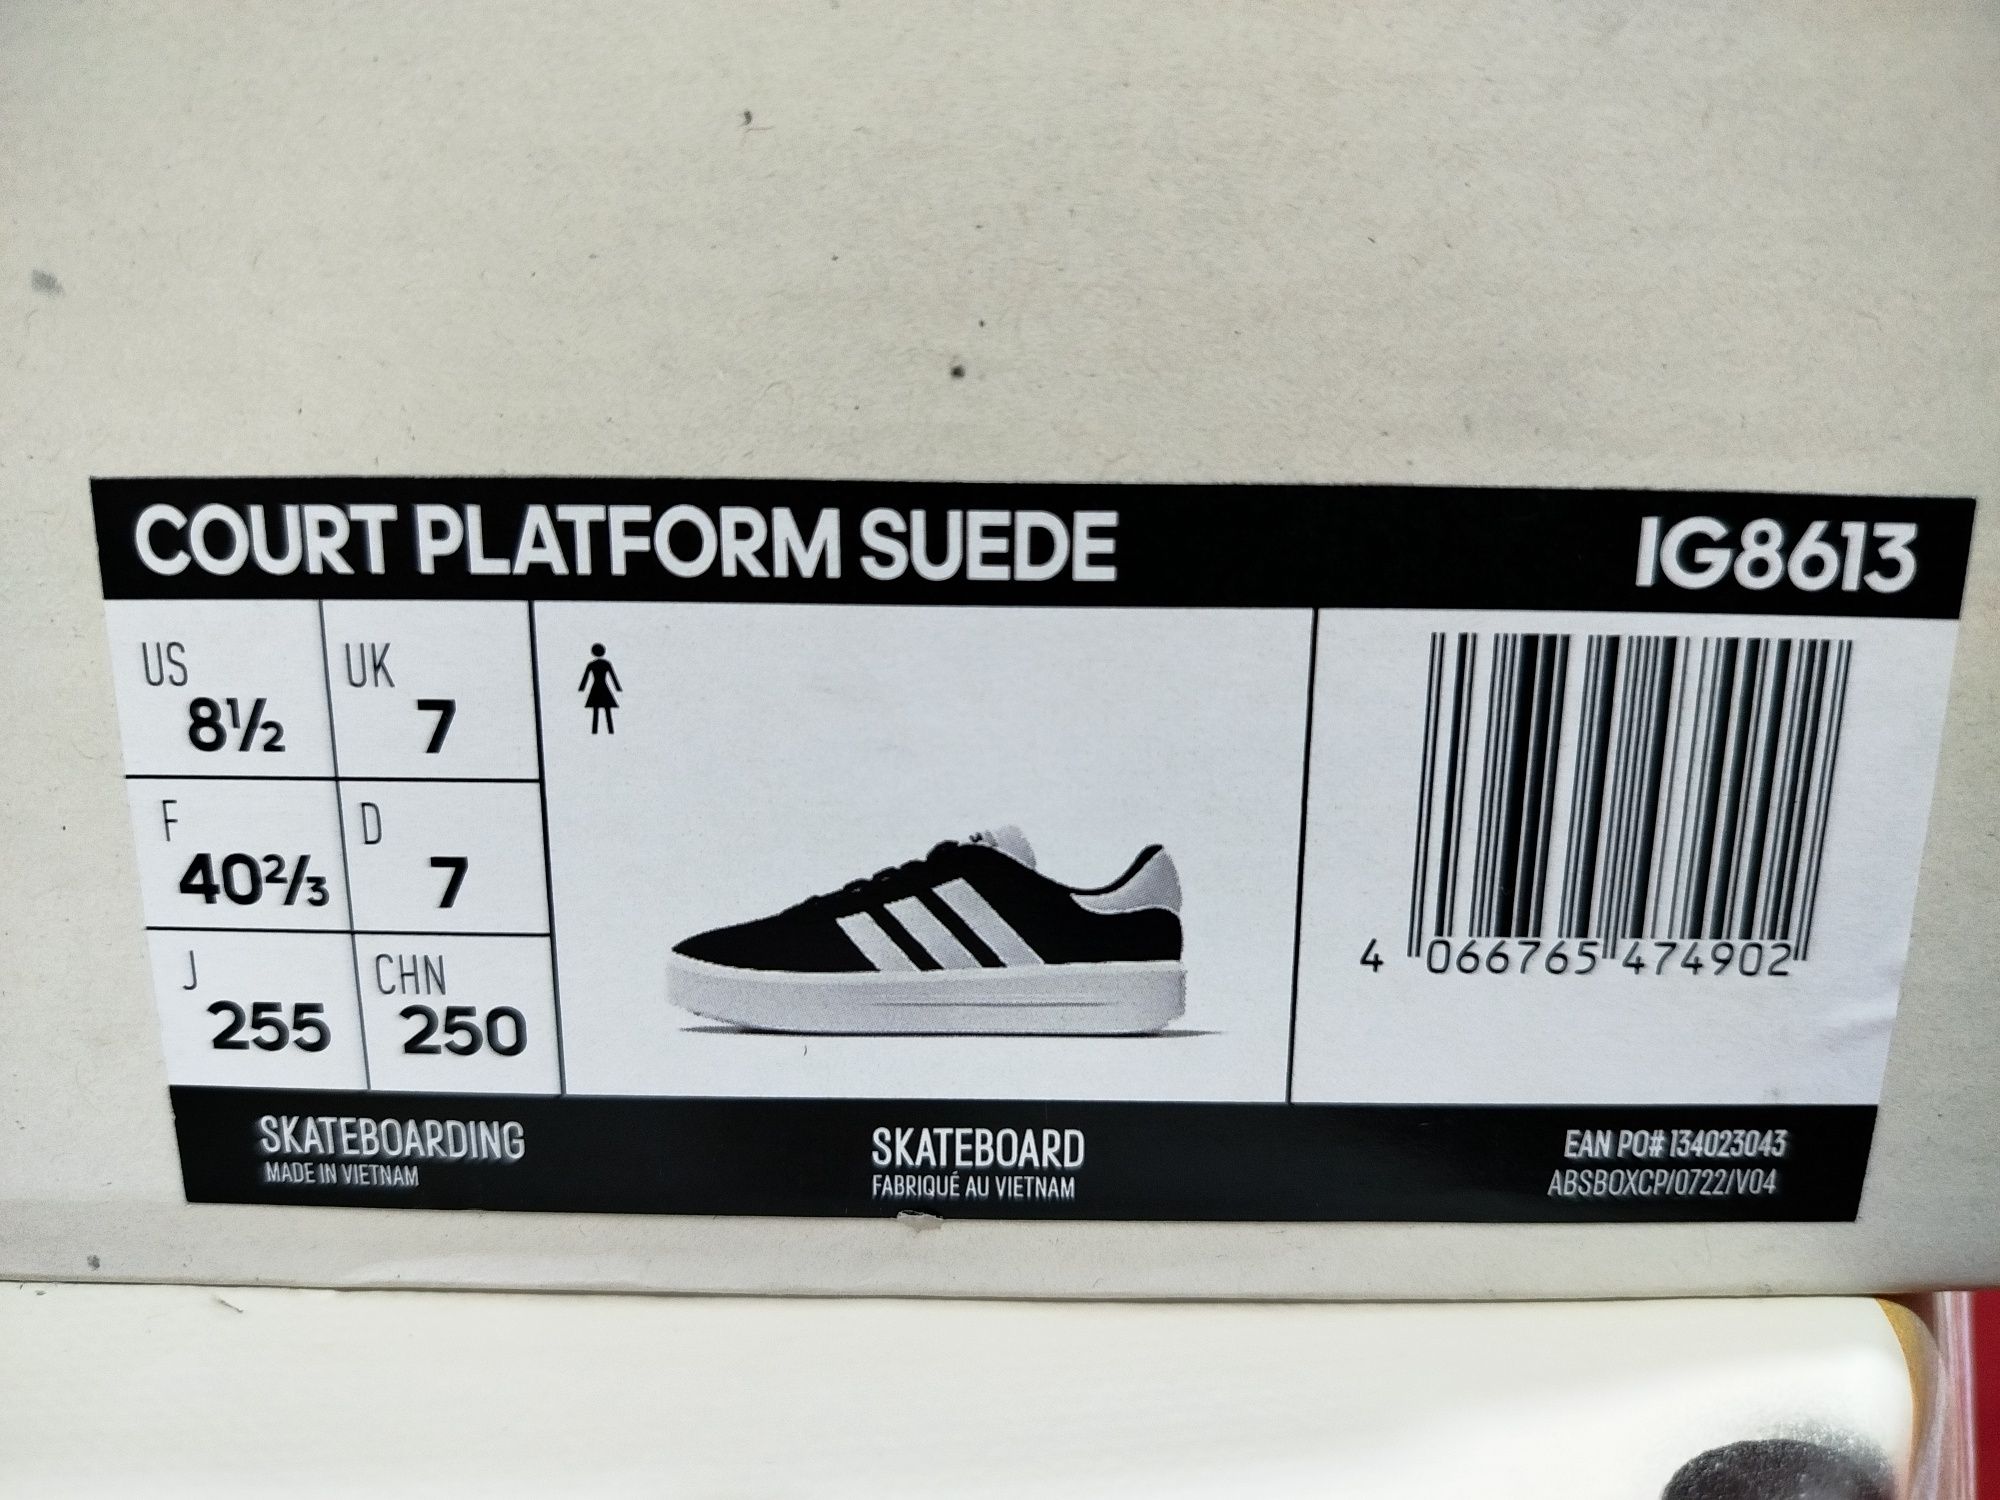 COURT PLATFORM SUEDE IG8613
US 8½ UK 7
F 40⅔ D 7
J 255 CHN 250
4 066765 474902
SKATEBOARDING
MADE IN VIETNAM
SKATEBOARD
FABRIQUÉ AU VIETNAM
EAN PO# 134023043
ABSBOXCP/0722/V04